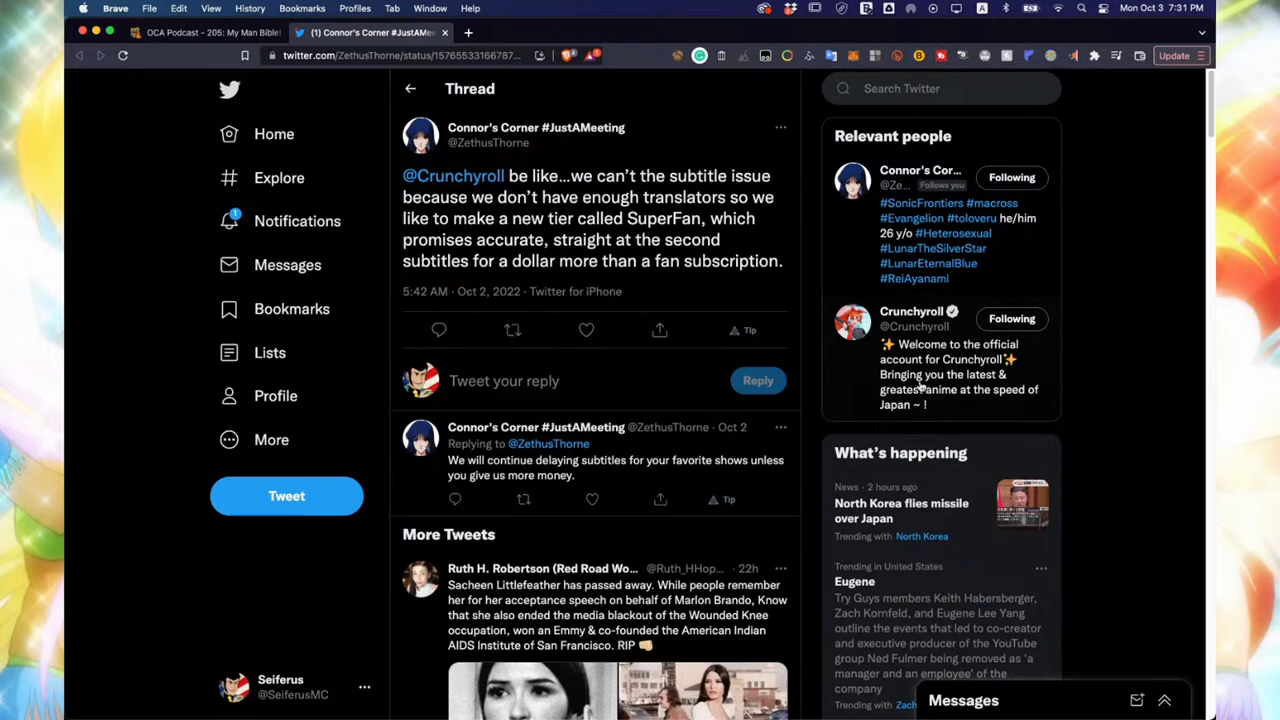 Brave File Edit View History Bookmarks Profiles Tab Window Help Mon Oct 3 7:31 PM
OCA Podcast - 205: My Man Bible!
(1) Connor's Corner #JustAMee
twitter.com/ZethusThorne/status/15765533166787...
Update
Home
Explore
1
Notifications
Messages
Bookmarks
Lists
Profile
More
Tweet
Seiferus
@SeiferusMC
Thread
Connor's Corner #JustAMeeting
@ZethusThorne
@Crunchyroll be like...we can't the subtitle issue
because we don't have enough translators so we
like to make a new tier called SuperFan, which
promises accurate, straight at the second
subtitles for a dollar more than a fan subscription.
5:42 AM · Oct 2, 2022 · Twitter for iPhone
Tip
Tweet your reply
Reply
Connor's Corner #JustAMeeting @ZethusThorne · Oct 2
Replying to @ZethusThorne
We will continue delaying subtitles for your favorite shows unless
you give us more money.
Tip
More Tweets
Ruth H. Robertson (Red Road Wo... @Ruth_HHop... · 22h
Sacheen Littlefeather has passed away. While people remember
her for her acceptance speech on behalf of Marlon Brando, Know
that she also ended the media blackout of the Wounded Knee
occupation, won an Emmy & co-founded the American Indian
AIDS Institute of San Francisco. RIP
Search Twitter
Relevant people
Connor's Cor...
@Ze... Follows you
Following
#SonicFrontiers #macross
#Evangelion #toloveru he/him
26 y/o #Heterosexual
#LunarTheSilverStar
#LunarEternalBlue
#ReiAyanami
Crunchyroll
@Crunchyroll
Following
✨ Welcome to the official
account for Crunchyroll✨
Bringing you the latest &
greatest anime at the speed of
Japan ~ !
What's happening
News · 2 hours ago
North Korea flies missile
over Japan
Trending with North Korea
Trending in United States
Eugene
Try Guys members Keith Habersberger,
Zach Kornfeld, and Eugene Lee Yang
outline the events that led to co-creator
and executive producer of the YouTube
group Ned Fulmer being removed as 'a
manager and an employee' of the
company
Trending with Zach
Messages